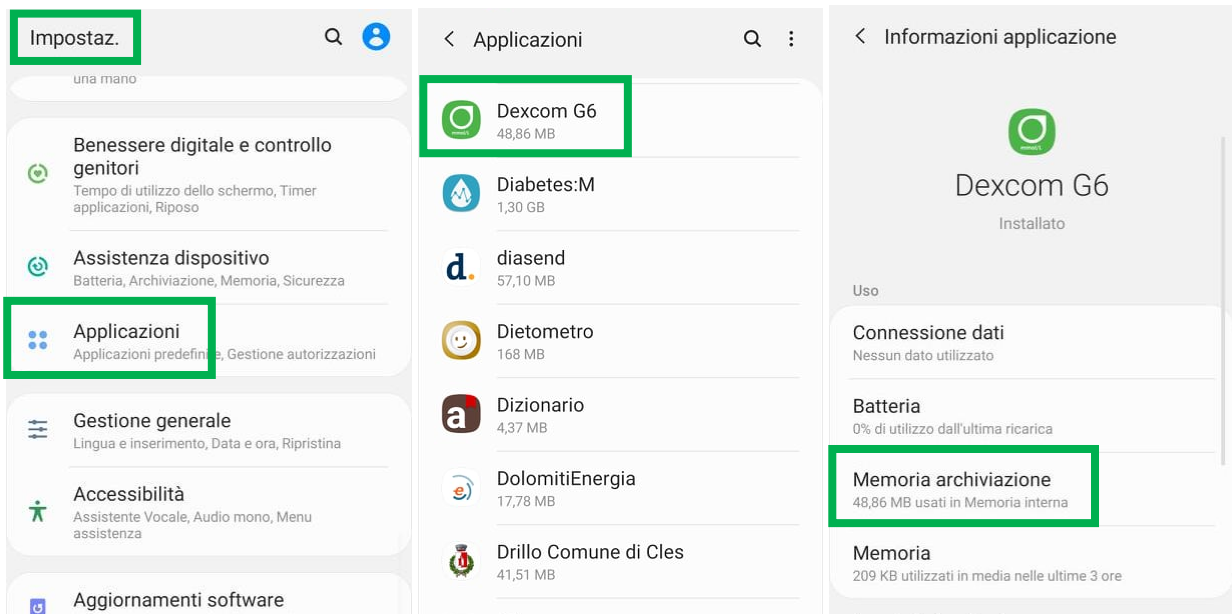 Impostaz.
una mano
Benessere digitale e controllo
genitori
Tempo di utilizzo dello schermo, Timer
applicazioni, Riposo
Assistenza dispositivo
Batteria, Archiviazione, Memoria, Sicurezza
Applicazioni
Applicazioni predefinite, Gestione autorizzazioni
Gestione generale
Lingua e inserimento, Data e ora, Ripristina
Accessibilità
Assistente Vocale, Audio mono, Menu
assistenza
Aggiornamenti software
Applicazioni
Dexcom G6
48,86 MB
Diabetes:M
1,30 GB
d.
diasend
57,10 MB
Dietometro
168 MB
a
Dizionario
4,37 MB
e
DolomitiEnergia
17,78 MB
Drillo Comune di Cles
41,51 MB
Informazioni applicazione
mmol/L
Dexcom G6
Installato
Uso
Connessione dati
Nessun dato utilizzato
Batteria
0% di utilizzo dall'ultima ricarica
Memoria archiviazione
48,86 MB usati in Memoria interna
Memoria
209 KB utilizzati in media nelle ultime 3 ore